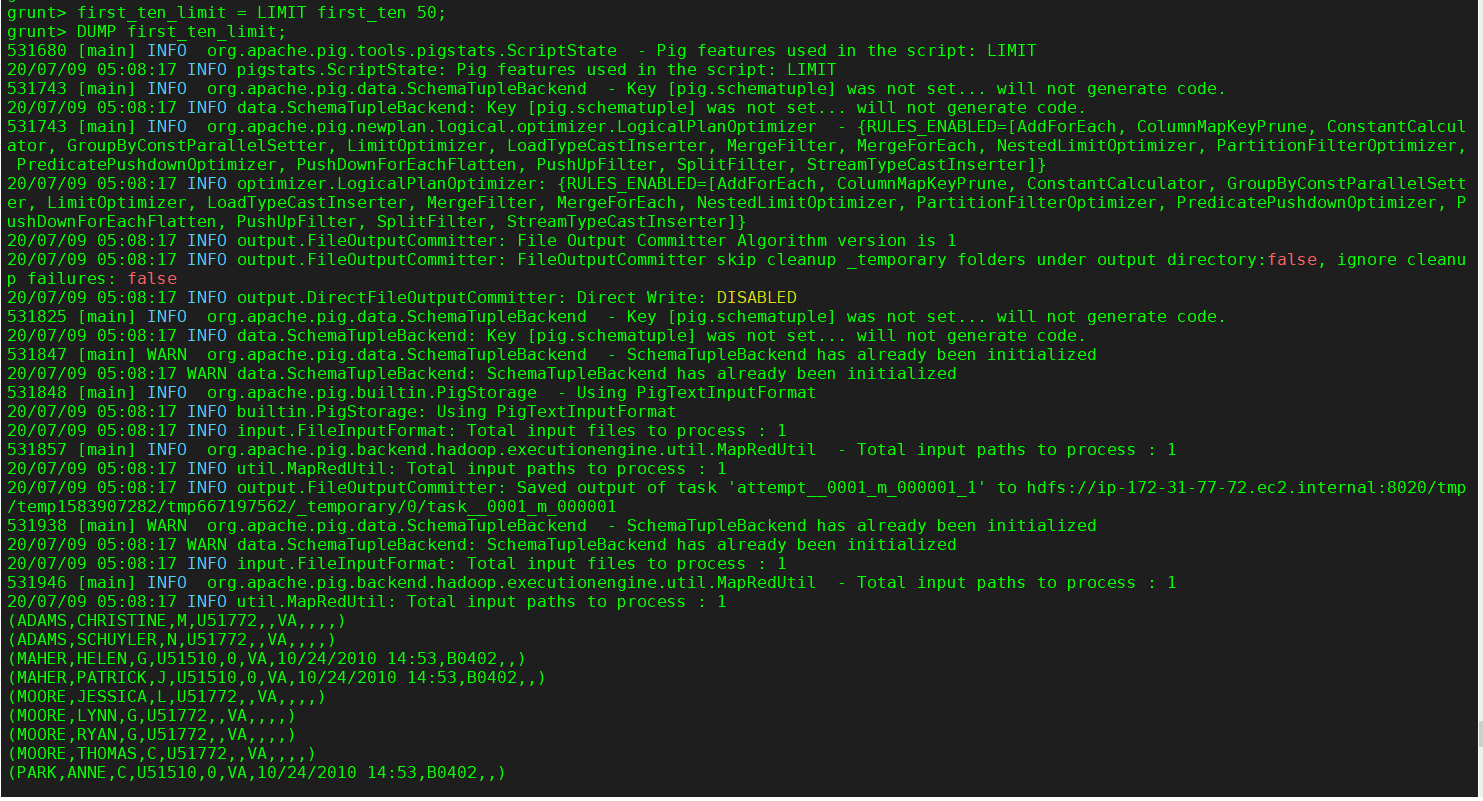 grunt> first_ten_limit = LIMIT first_ten 50;
grunt> DUMP first_ten_limit;
531680 [main] INFO  org.apache.pig.tools.pigstats.ScriptState  - Pig features used in the script: LIMIT
20/07/09 05:08:17 INFO pigstats.ScriptState: Pig features used in the script: LIMIT
531743 [main] INFO  org.apache.pig.data.SchemaTupleBackend  - Key [pig.schematuple] was not set... will not generate code.
20/07/09 05:08:17 INFO data.SchemaTupleBackend: Key [pig.schematuple] was not set... will not generate code.
531743 [main] INFO  org.apache.pig.newplan.logical.optimizer.LogicalPlanOptimizer  - {RULES_ENABLED=[AddForEach, ColumnMapKeyPrune, ConstantCalcul
ator, GroupByConstParallelSetter, LimitOptimizer, LoadTypeCastInserter, MergeFilter, MergeForEach, NestedLimitOptimizer, PartitionFilterOptimizer,
 PredicatePushdownOptimizer, PushDownForEachFlatten, PushUpFilter, SplitFilter, StreamTypeCastInserter]}
20/07/09 05:08:17 INFO optimizer.LogicalPlanOptimizer: {RULES_ENABLED=[AddForEach, ColumnMapKeyPrune, ConstantCalculator, GroupByConstParallelSett
er, LimitOptimizer, LoadTypeCastInserter, MergeFilter, MergeForEach, NestedLimitOptimizer, PartitionFilterOptimizer, PredicatePushdownOptimizer, P
ushDownForEachFlatten, PushUpFilter, SplitFilter, StreamTypeCastInserter]}
20/07/09 05:08:17 INFO output.FileOutputCommitter: File Output Committer Algorithm version is 1
20/07/09 05:08:17 INFO output.FileOutputCommitter: FileOutputCommitter skip cleanup _temporary folders under output directory:false, ignore cleanu
p failures: false
20/07/09 05:08:17 INFO output.DirectFileOutputCommitter: Direct Write: DISABLED
531825 [main] INFO  org.apache.pig.data.SchemaTupleBackend  - Key [pig.schematuple] was not set... will not generate code.
20/07/09 05:08:17 INFO data.SchemaTupleBackend: Key [pig.schematuple] was not set... will not generate code.
531847 [main] WARN  org.apache.pig.data.SchemaTupleBackend  - SchemaTupleBackend has already been initialized
20/07/09 05:08:17 WARN data.SchemaTupleBackend: SchemaTupleBackend has already been initialized
531848 [main] INFO  org.apache.pig.builtin.PigStorage  - Using PigTextInputFormat
20/07/09 05:08:17 INFO builtin.PigStorage: Using PigTextInputFormat
20/07/09 05:08:17 INFO input.FileInputFormat: Total input files to process : 1
531857 [main] INFO  org.apache.pig.backend.hadoop.executionengine.util.MapRedUtil  - Total input paths to process : 1
20/07/09 05:08:17 INFO util.MapRedUtil: Total input paths to process : 1
20/07/09 05:08:17 INFO output.FileOutputCommitter: Saved output of task 'attempt__0001_m_000001_1' to hdfs://ip-172-31-77-72.ec2.internal:8020/tmp
/temp1583907282/tmp667197562/_temporary/0/task__0001_m_000001
531938 [main] WARN  org.apache.pig.data.SchemaTupleBackend  - SchemaTupleBackend has already been initialized
20/07/09 05:08:17 WARN data.SchemaTupleBackend: SchemaTupleBackend has already been initialized
20/07/09 05:08:17 INFO input.FileInputFormat: Total input files to process : 1
531946 [main] INFO  org.apache.pig.backend.hadoop.executionengine.util.MapRedUtil  - Total input paths to process : 1
20/07/09 05:08:17 INFO util.MapRedUtil: Total input paths to process : 1
(ADAMS,CHRISTINE,M,U51772,,VA,,,,)
(ADAMS,SCHUYLER,N,U51772,,VA,,,,)
(MAHER,HELEN,G,U51510,0,VA,10/24/2010 14:53,B0402,,)
(MAHER,PATRICK,J,U51510,0,VA,10/24/2010 14:53,B0402,,)
(MOORE,JESSICA,L,U51772,,VA,,,,)
(MOORE,LYNN,G,U51772,,VA,,,,)
(MOORE,RYAN,G,U51772,,VA,,,,)
(MOORE,THOMAS,C,U51772,,VA,,,,)
(PARK,ANNE,C,U51510,0,VA,10/24/2010 14:53,B0402,,)